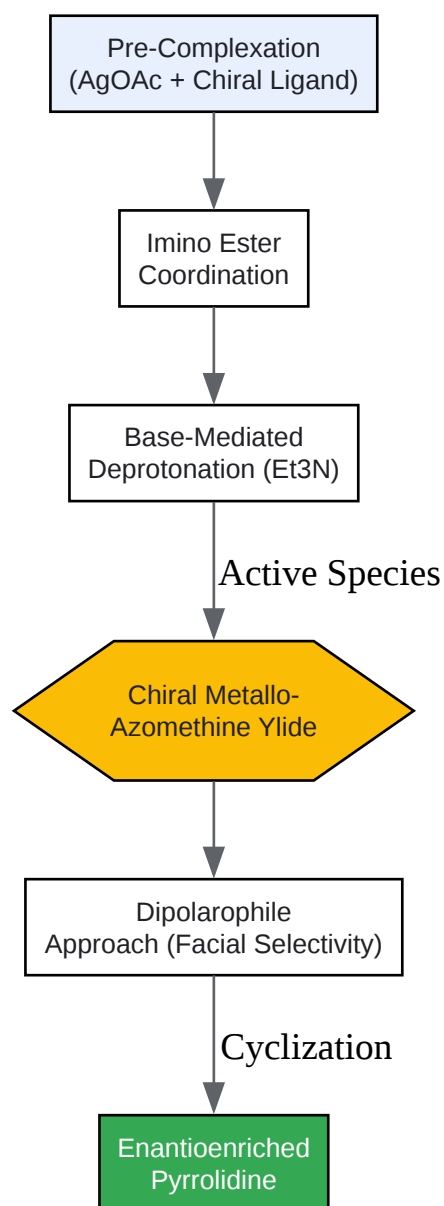 Pre-Complexation
(AgOAc + Chiral Ligand)
Imino Ester
Coordination
Base-Mediated
Deprotonation (Et3N)
Active Species
Chiral Metallo-
Azomethine Ylide
Dipolarophile
Approach (Facial Selectivity)
Cyclization
Enantioenriched
Pyrrolidine